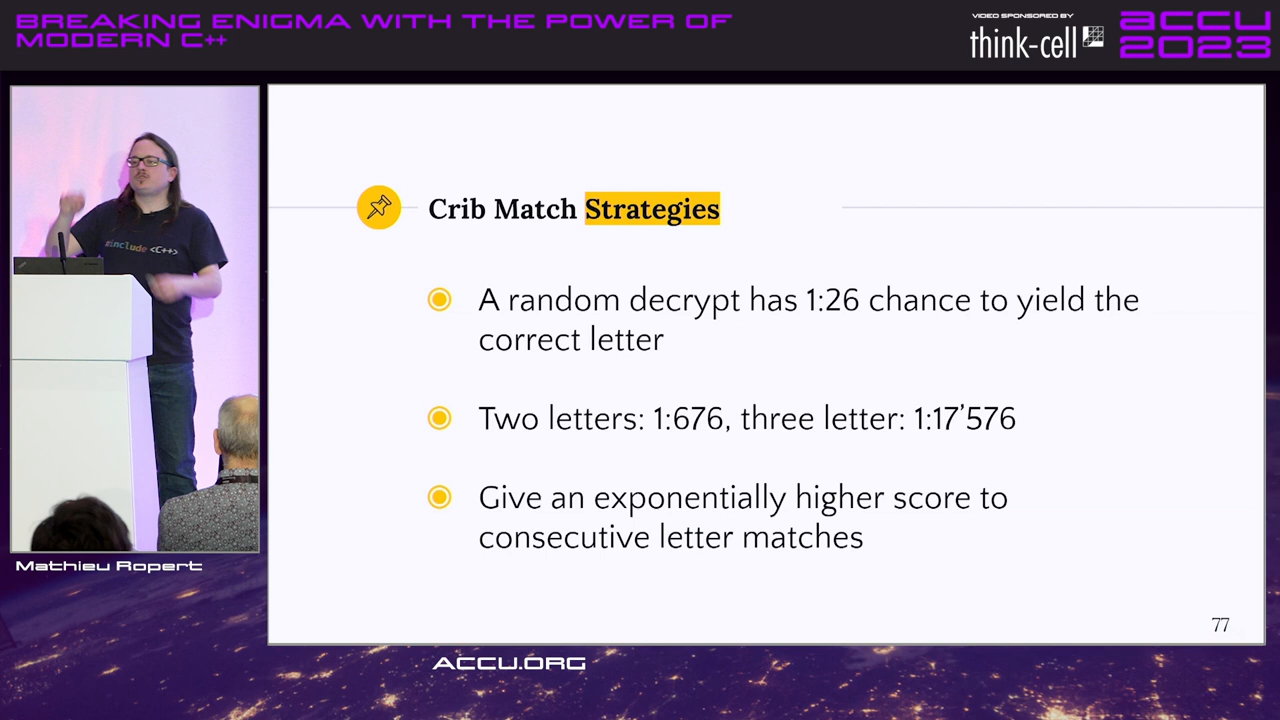 BREAKING ENIGMA WITH THE POWER OF
MODERN C++
VIDEO SPONSORED BY
think-cell
ACCU
2023
#include <C++>
Crib Match Strategies
A random decrypt has 1:26 chance to yield the
correct letter
Two letters: 1:676, three letter: 1:17’576
Give an exponentially higher score to
consecutive letter matches
77
Mathieu Ropert
ACCU.ORG